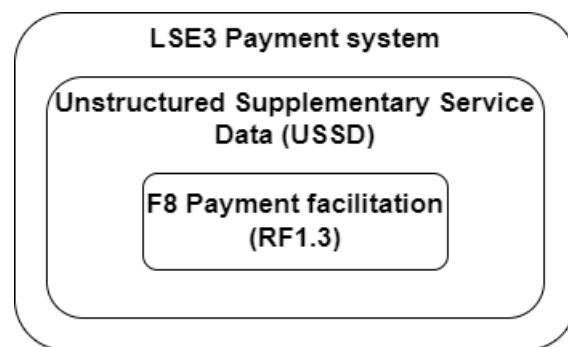 LSE3 Payment system
Unstructured Supplementary Service
Data (USSD)
F8 Payment facilitation
(RF1.3)